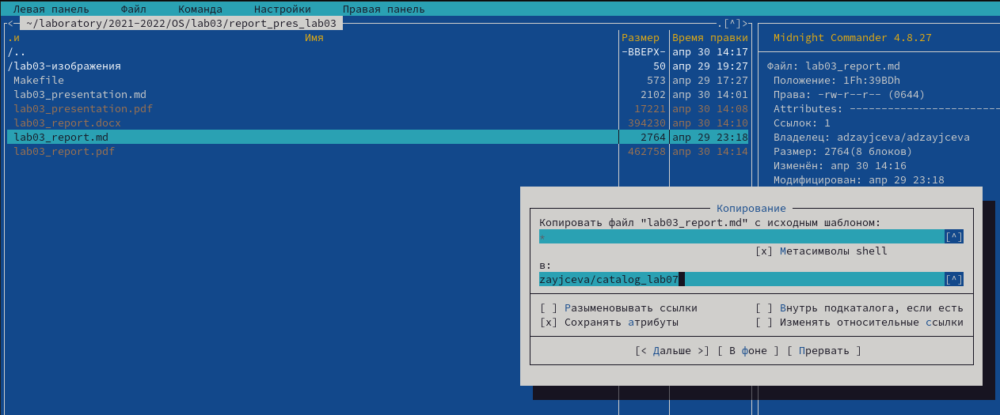 Левая панель Файл Команда Настройки Правая панель
<─ ~/laboratory/2021-2022/OS/lab03/report_pres_lab03 .[^]>
.и Имя Размер Время правки
/.. -ВВЕРХ- апр 30 14:17
/lab03-изображения 50 апр 29 19:27
Makefile 573 апр 29 17:27
lab03_presentation.md 2102 апр 30 14:01
lab03_presentation.pdf 17221 апр 30 14:08
lab03_report.docx 394230 апр 30 14:10
lab03_report.md 2764 апр 29 23:18
lab03_report.pdf 462758 апр 30 14:14
Midnight Commander 4.8.27
Файл: lab03_report.md
Положение: 1Fh:39BDh
Права: -rw-r--r-- (0644)
Attributes: ------------------------
Ссылок: 1
Владелец: adzayjceva/adzayjceva
Размер: 2764(8 блоков)
Изменён: апр 30 14:16
Модифицирован: апр 29 23:18
Копирование
Копировать файл "lab03_report.md" с исходным шаблоном:
* [^]
[x] Метасимволы shell
в:
zayjceva/catalog_lab07 [^]
[ ] Разыменовывать ссылки [ ] Внутрь подкаталога, если есть
[x] Сохранять атрибуты [ ] Изменять относительные ссылки
[< Дальше >] [ В фоне ] [ Прервать ]